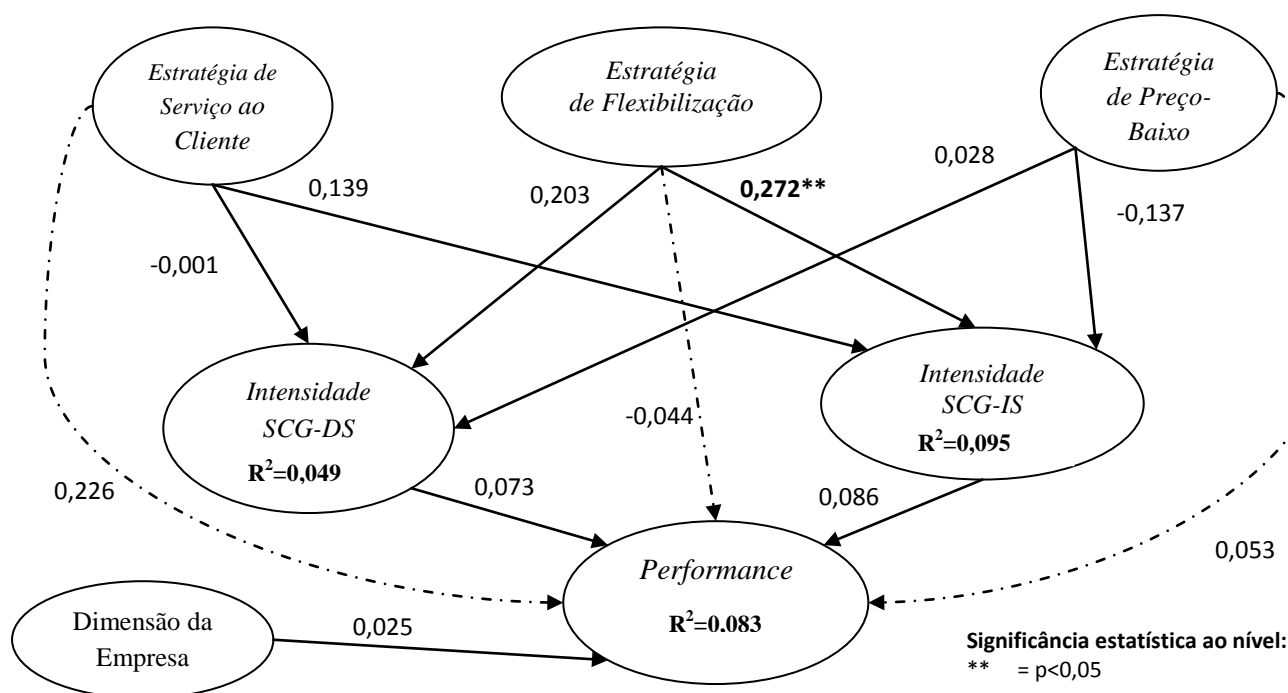 Estratégia de
Serviço ao
Cliente
Estratégia
de Flexibilização
Estratégia
de Preço-
Baixo
0,139
0,203
0,272**
0,028
-0,137
-0,001
Intensidade
SCG-DS
R²=0,049
Intensidade
SCG-IS
R²=0,095
-0,044
0,226
0,073
0,086
0,053
Performance
R²=0,083
Dimensão da
Empresa
0,025
Significância estatística ao nível:
** = p<0,05